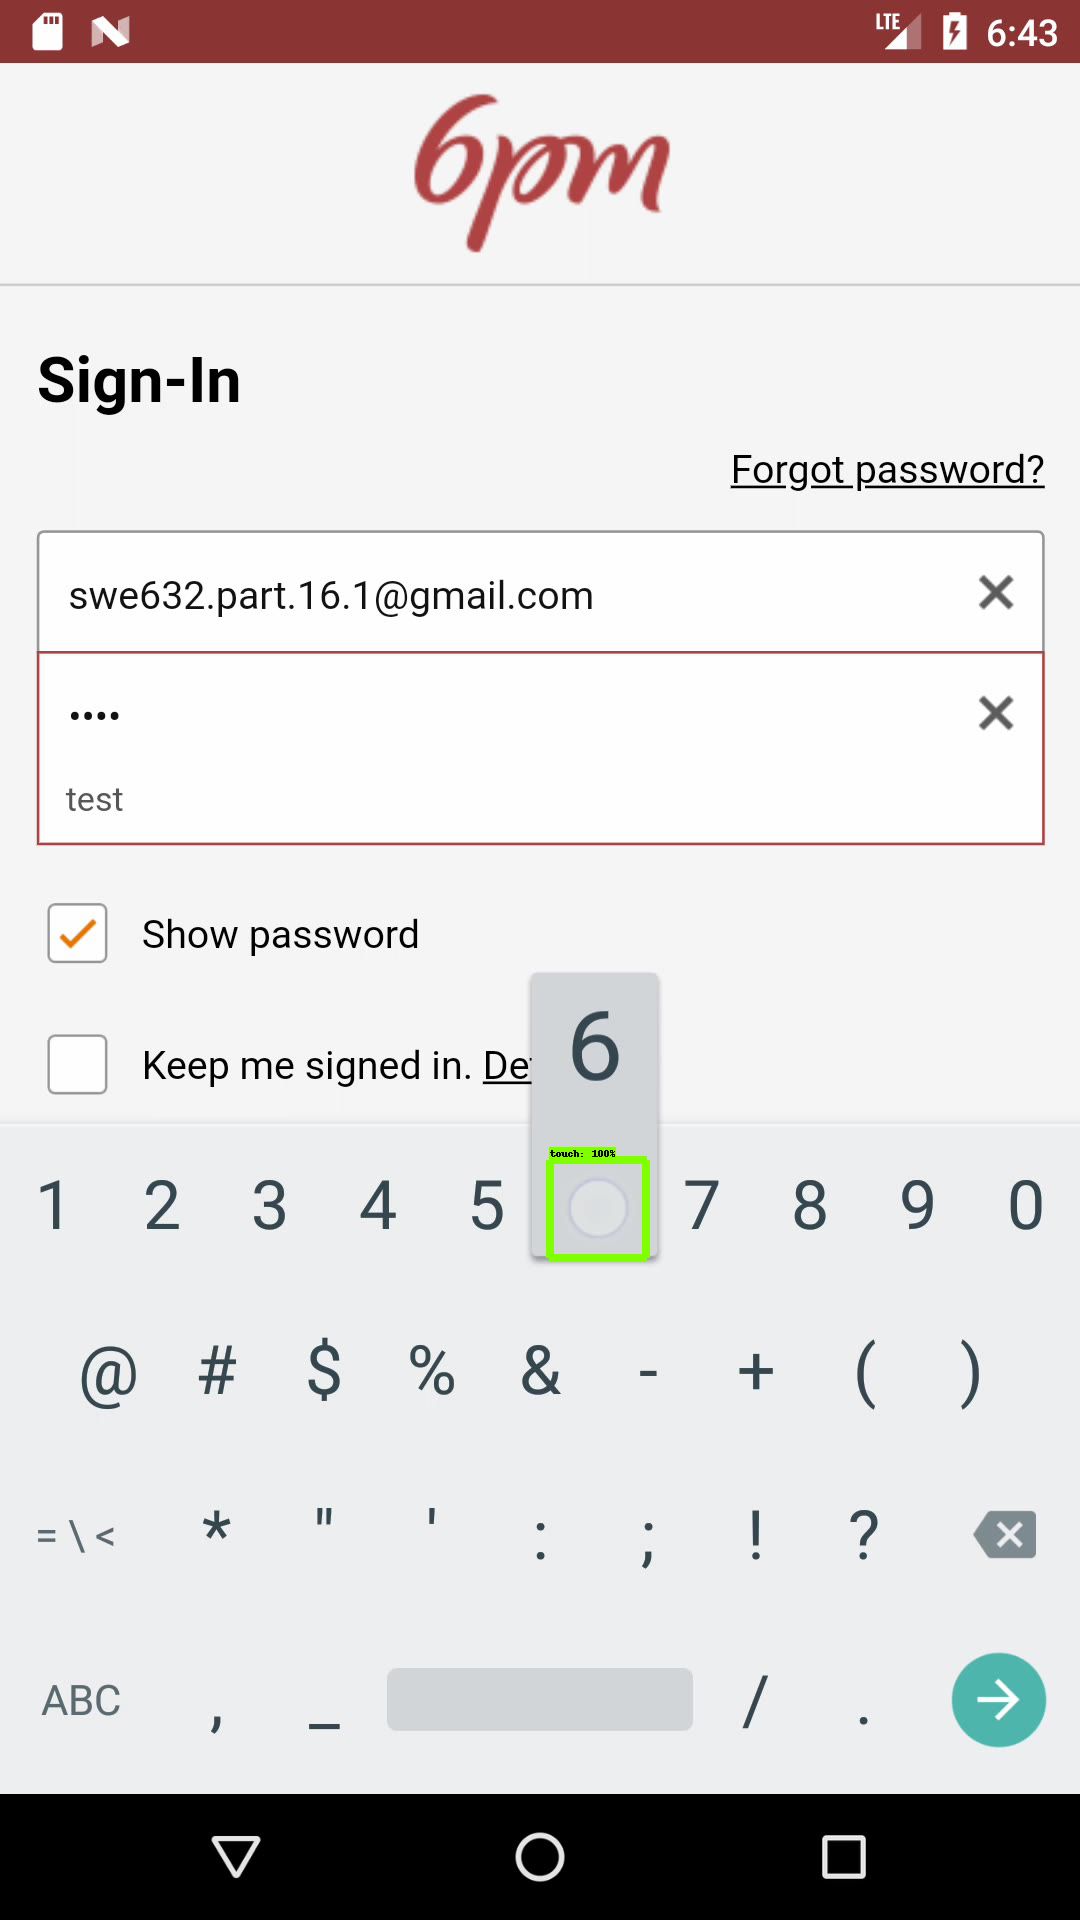 LTE 6:43
6pm
Sign-In
Forgot password?
swe632.part.16.1@gmail.com
••••
test
Show password
Keep me signed in. De
6
touch: 100%
1 2 3 4 5 7 8 9 0
@ # $ % & - + ( )
= \ < * " ' : ; ! ?
ABC , _ / .